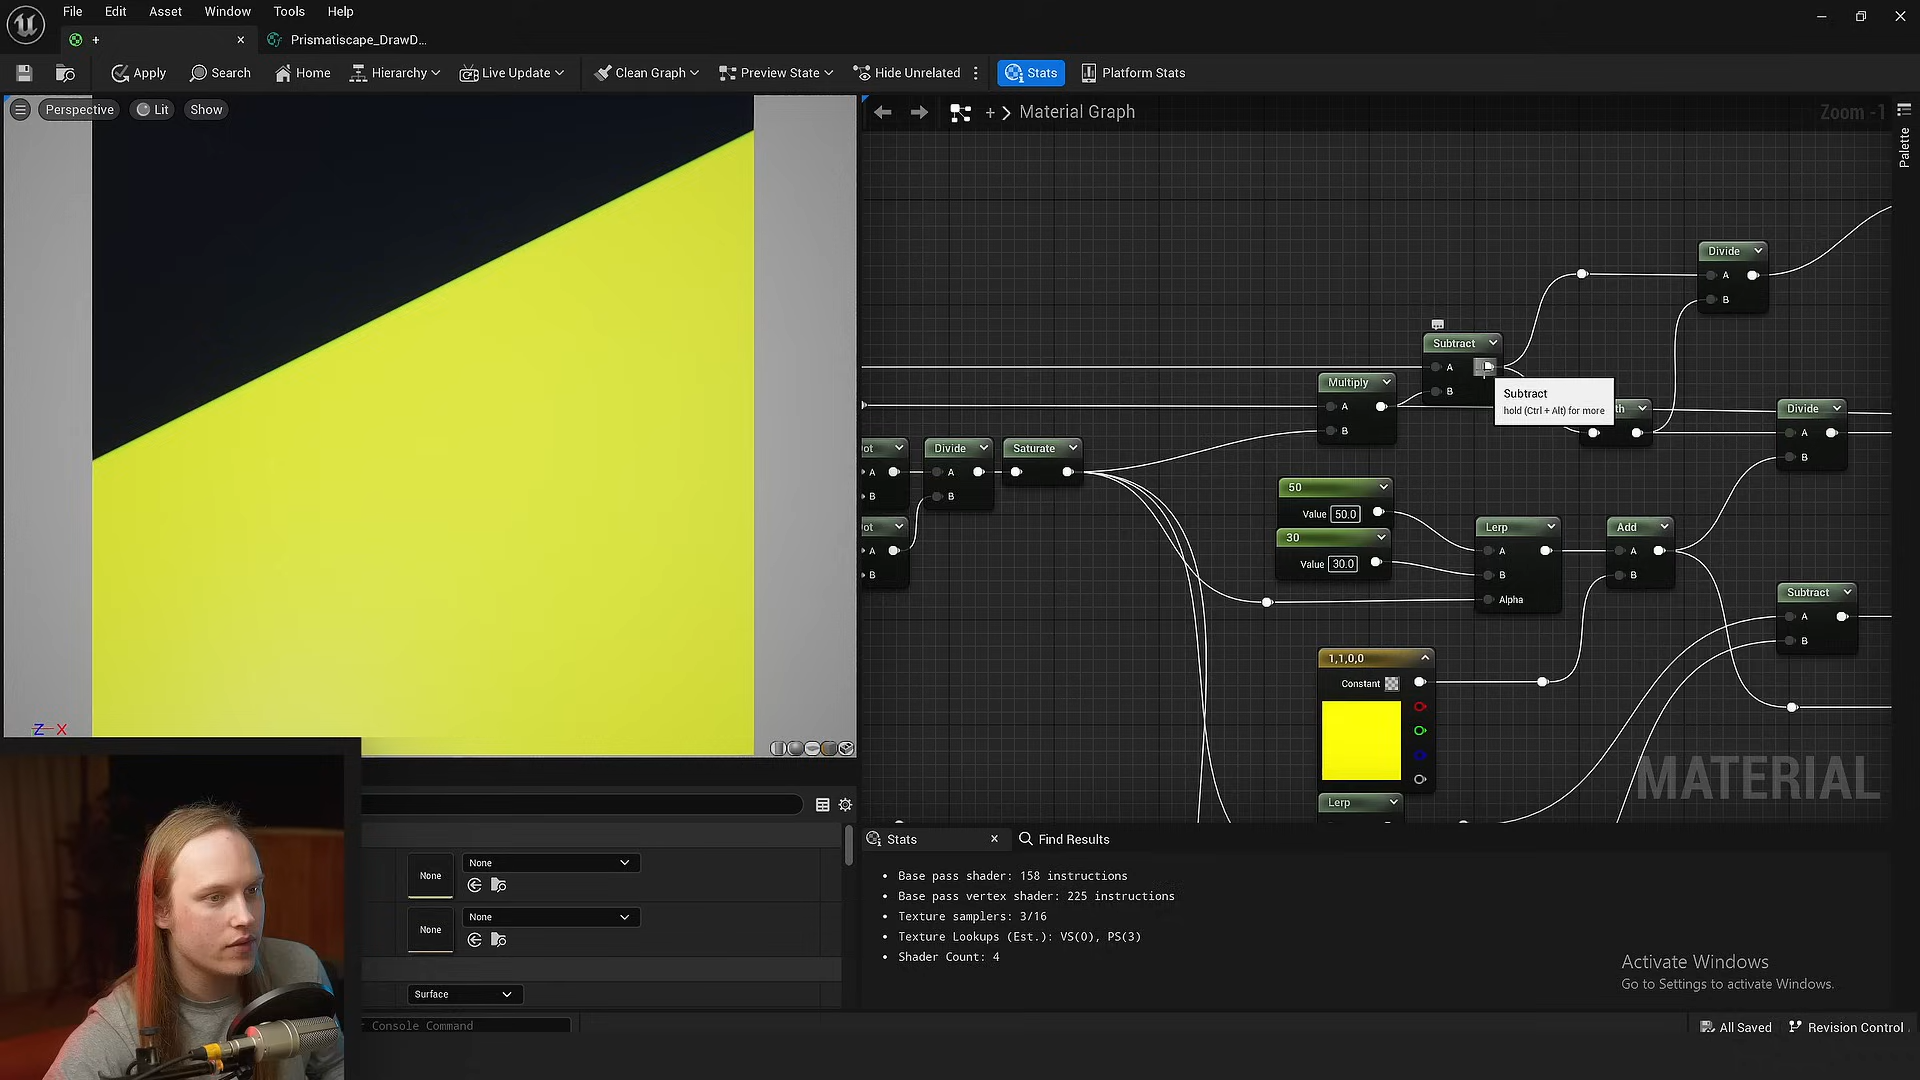 File Edit Asset Window Tools Help
+
Prismatiscape_DrawD...
Apply Search Home Hierarchy Live Update Clean Graph Preview State Hide Unrelated Stats Platform Stats
Perspective Lit Show
+ > Material Graph
Zoom -1
Palette
Divide
A
B
Subtract
A
B
Subtract
hold (Ctrl + Alt) for more
Multiply
A
B
th
Divide
A
B
ot
A
B
Divide
A
B
Saturate
ot
A
B
50
Value 50.0
30
Value 30.0
Lerp
A
B
Alpha
Add
A
B
Subtract
A
B
1,1,0,0
Constant
Lerp
MATERIAL
Z X
None
None
None
None
Surface
Console Command
Stats
Find Results
Base pass shader: 158 instructions
Base pass vertex shader: 225 instructions
Texture samplers: 3/16
Texture Lookups (Est.): VS(0), PS(3)
Shader Count: 4
Activate Windows
Go to Settings to activate Windows.
All Saved
Revision Control